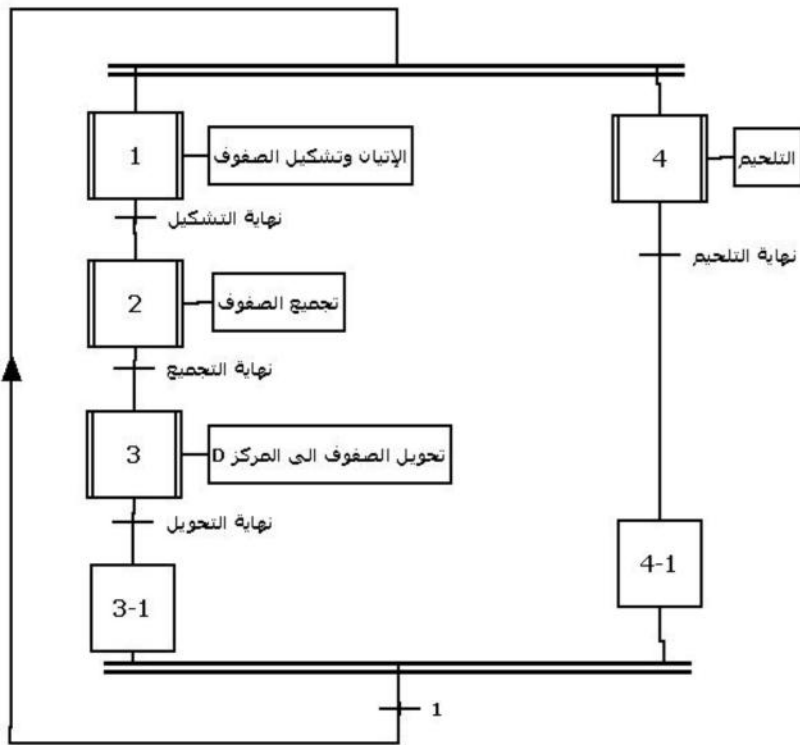 1
الإتيان وتشكيل الصفوف
نهاية التشكيل
2
تجميع الصفوف
نهاية التجميع
3
تحويل الصفوف الى المركز D
نهاية التحويل
3-1
4
التلحيم
نهاية التلحيم
4-1
1